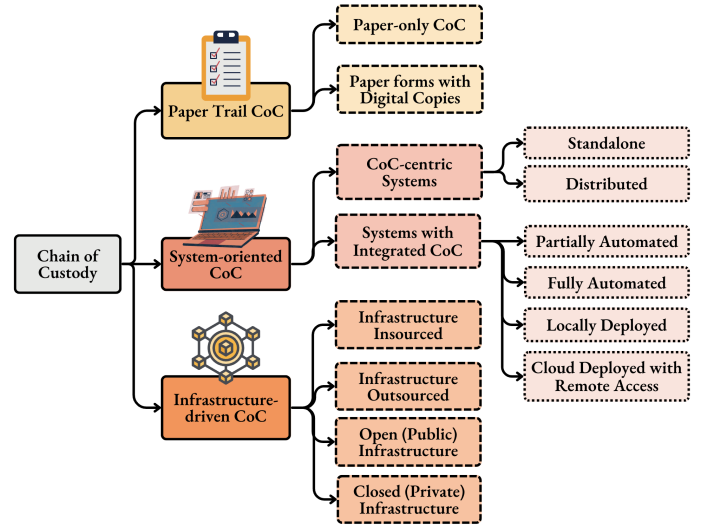 Chain of
Custody
Paper Trail CoC
Paper-only CoC
Paper forms with
Digital Copies
System-oriented
CoC
CoC-centric
Systems
Standalone
Distributed
Systems with
Integrated CoC
Partially Automated
Fully Automated
Locally Deployed
Cloud Deployed with
Remote Access
Infrastructure-
driven CoC
Infrastructure
Insourced
Infrastructure
Outsourced
Open (Public)
Infrastructure
Closed (Private)
Infrastructure